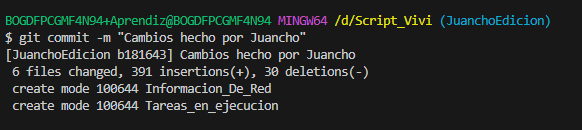 BOGDFPCGMF4N94+Aprendiz@BOGDFPCGMF4N94 MINGW64 /d/Script_Vivi (JuanchoEdicion)
$ git commit -m "Cambios hecho por Juancho"
[JuanchoEdicion b181643] Cambios hecho por Juancho
 6 files changed, 391 insertions(+), 30 deletions(-)
 create mode 100644 Informacion_De_Red
 create mode 100644 Tareas_en_ejecucion